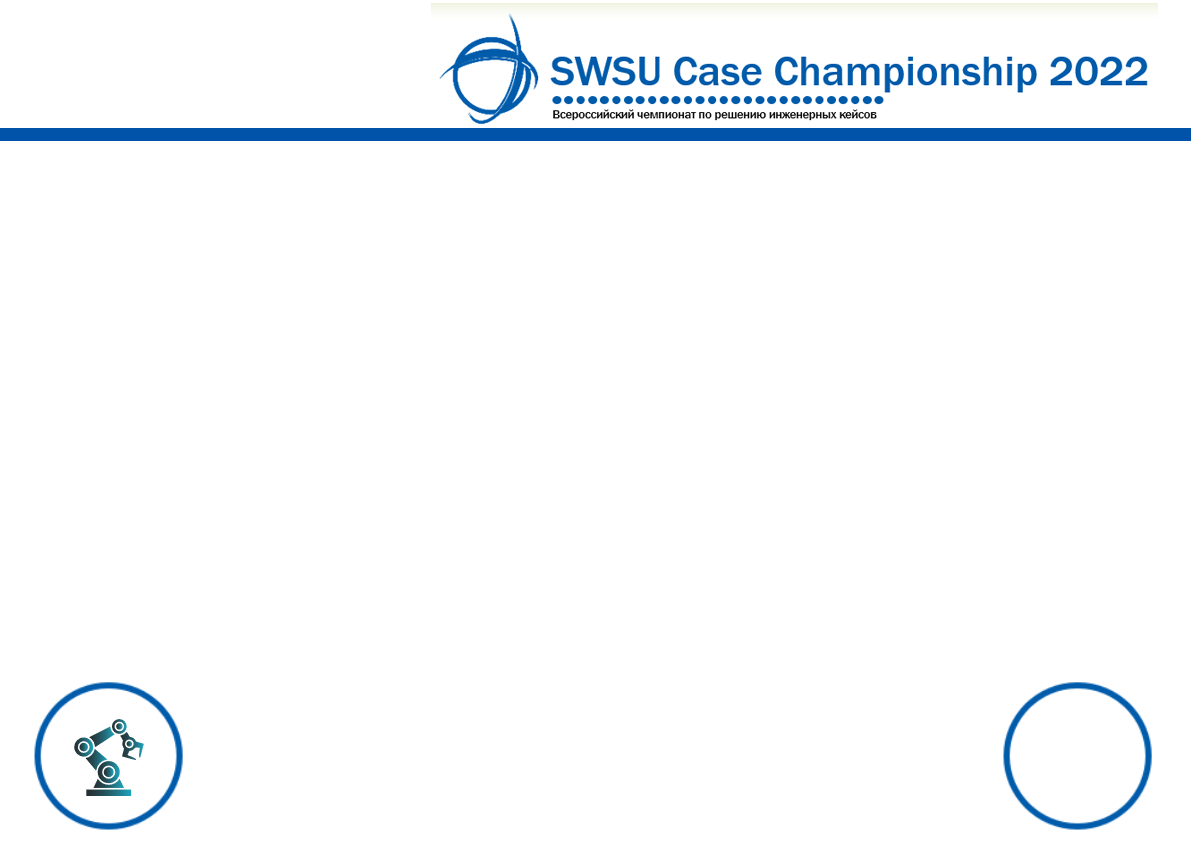 SWSU Case Championship 2022
Всероссийский чемпионат по решению инженерных кейсов